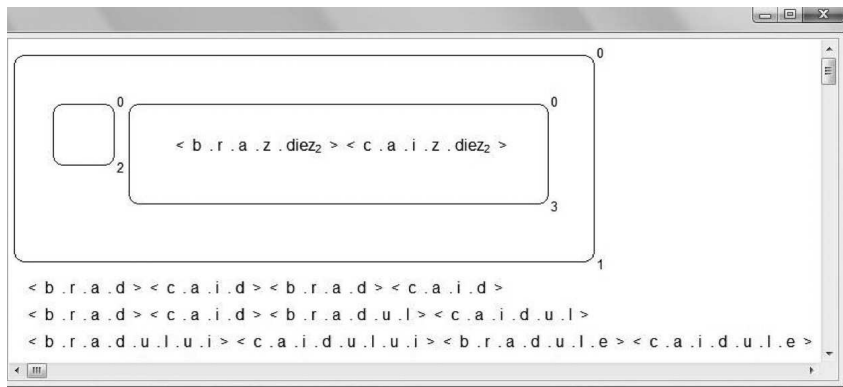 0
0 0
< b . r . a . z . diez₂ > < c . a . i . z . diez₂ >
2
3
1
< b . r . a . d > < c . a . i . d > < b . r . a . d > < c . a . i . d >
< b . r . a . d > < c . a . i . d > < b . r . a . d . u . l > < c . a . i . d . u . l >
< b . r . a . d . u . l . u . i > < c . a . i . d . u . l . u . i > < b . r . a . d . u . l . e > < c . a . i . d . u . l . e >